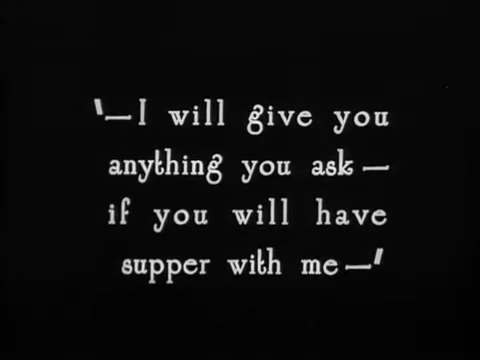 "—I will give you
anything you ask—
if you will have
supper with me—"